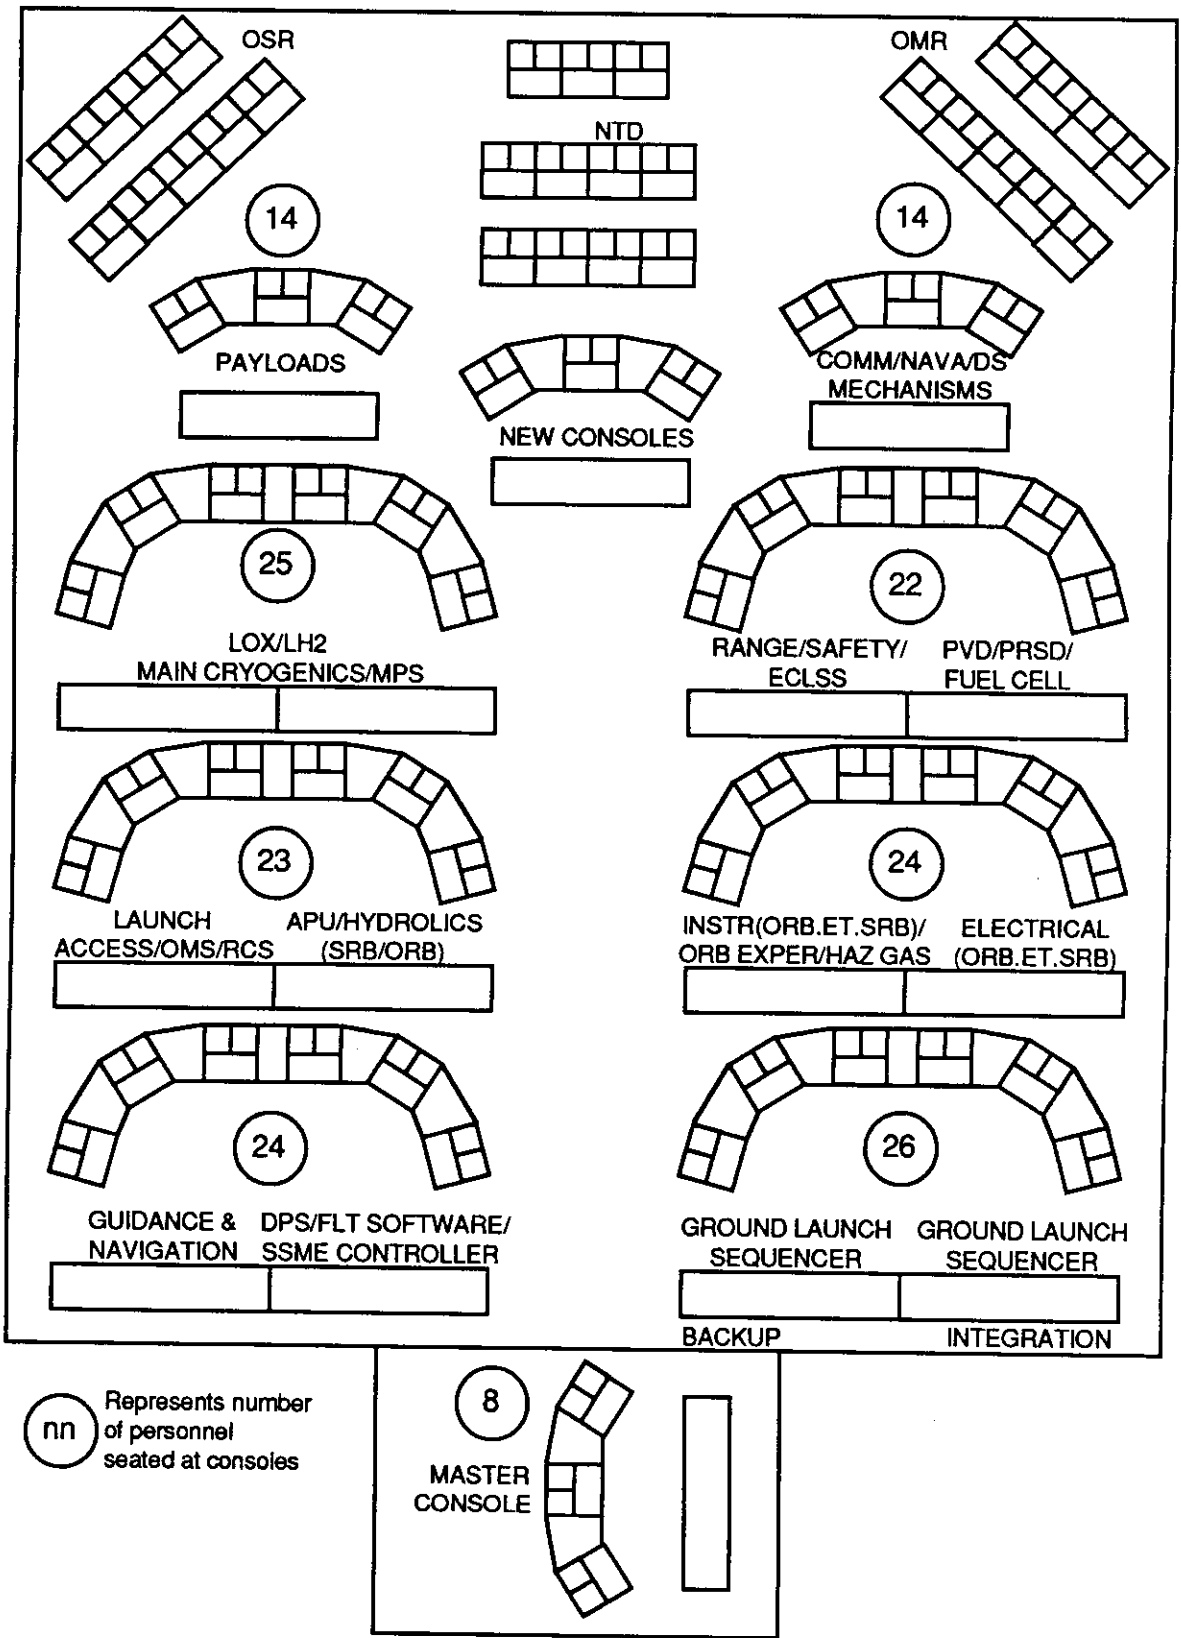 OSR
OMR
NTD
14
14
PAYLOADS
COMM/NAVA/DS
MECHANISMS
NEW CONSOLES
25
22
LOX/LH2
MAIN CRYOGENICS/MPS
RANGE/SAFETY/
ECLSS
PVD/PRSD/
FUEL CELL
23
24
LAUNCH
ACCESS/OMS/RCS
APU/HYDROLICS
(SRB/ORB)
INSTR(ORB.ET.SRB)/
ORB EXPER/HAZ GAS
ELECTRICAL
(ORB.ET.SRB)
24
26
GUIDANCE &
NAVIGATION
DPS/FLT SOFTWARE/
SSME CONTROLLER
GROUND LAUNCH
SEQUENCER
GROUND LAUNCH
SEQUENCER
BACKUP
INTEGRATION
nn
Represents number
of personnel
seated at consoles
8
MASTER
CONSOLE